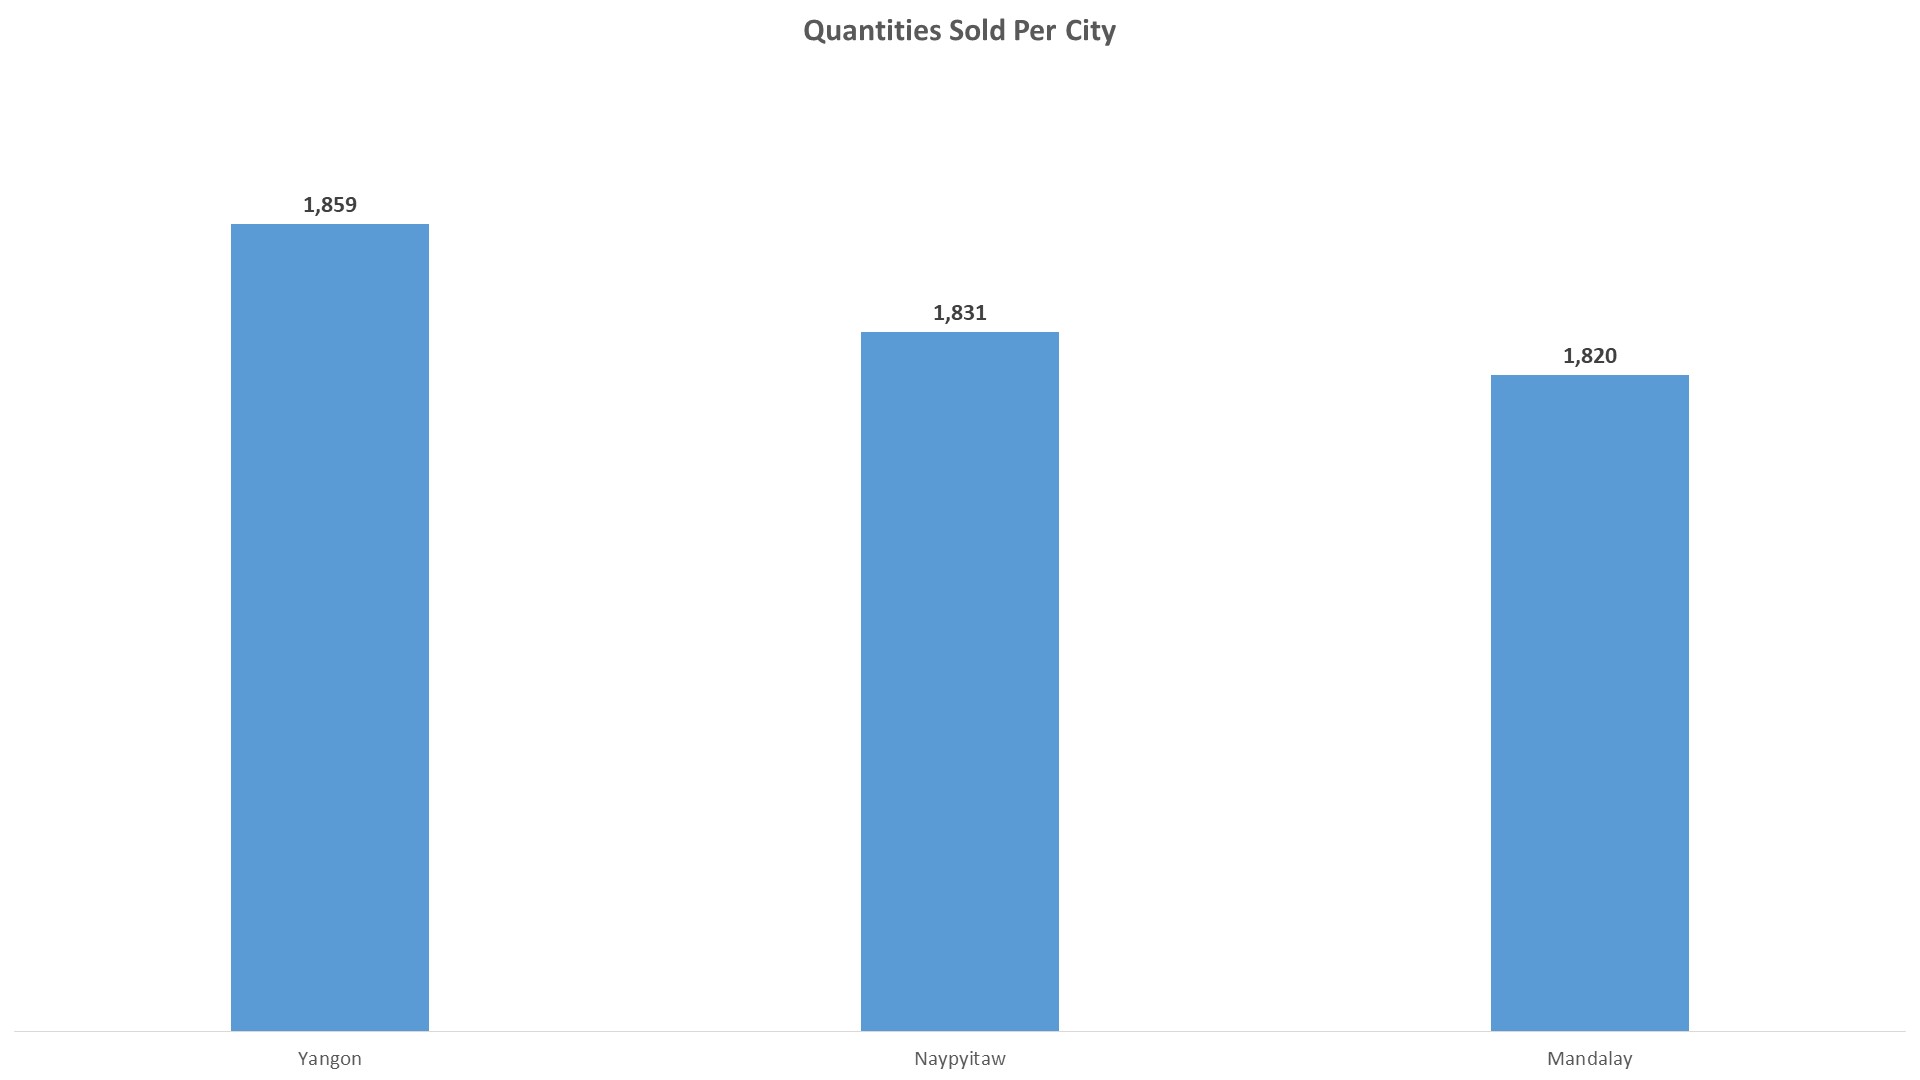 Quantities Sold Per City
1,859
1,831
1,820
Yangon
Naypyitaw
Mandalay